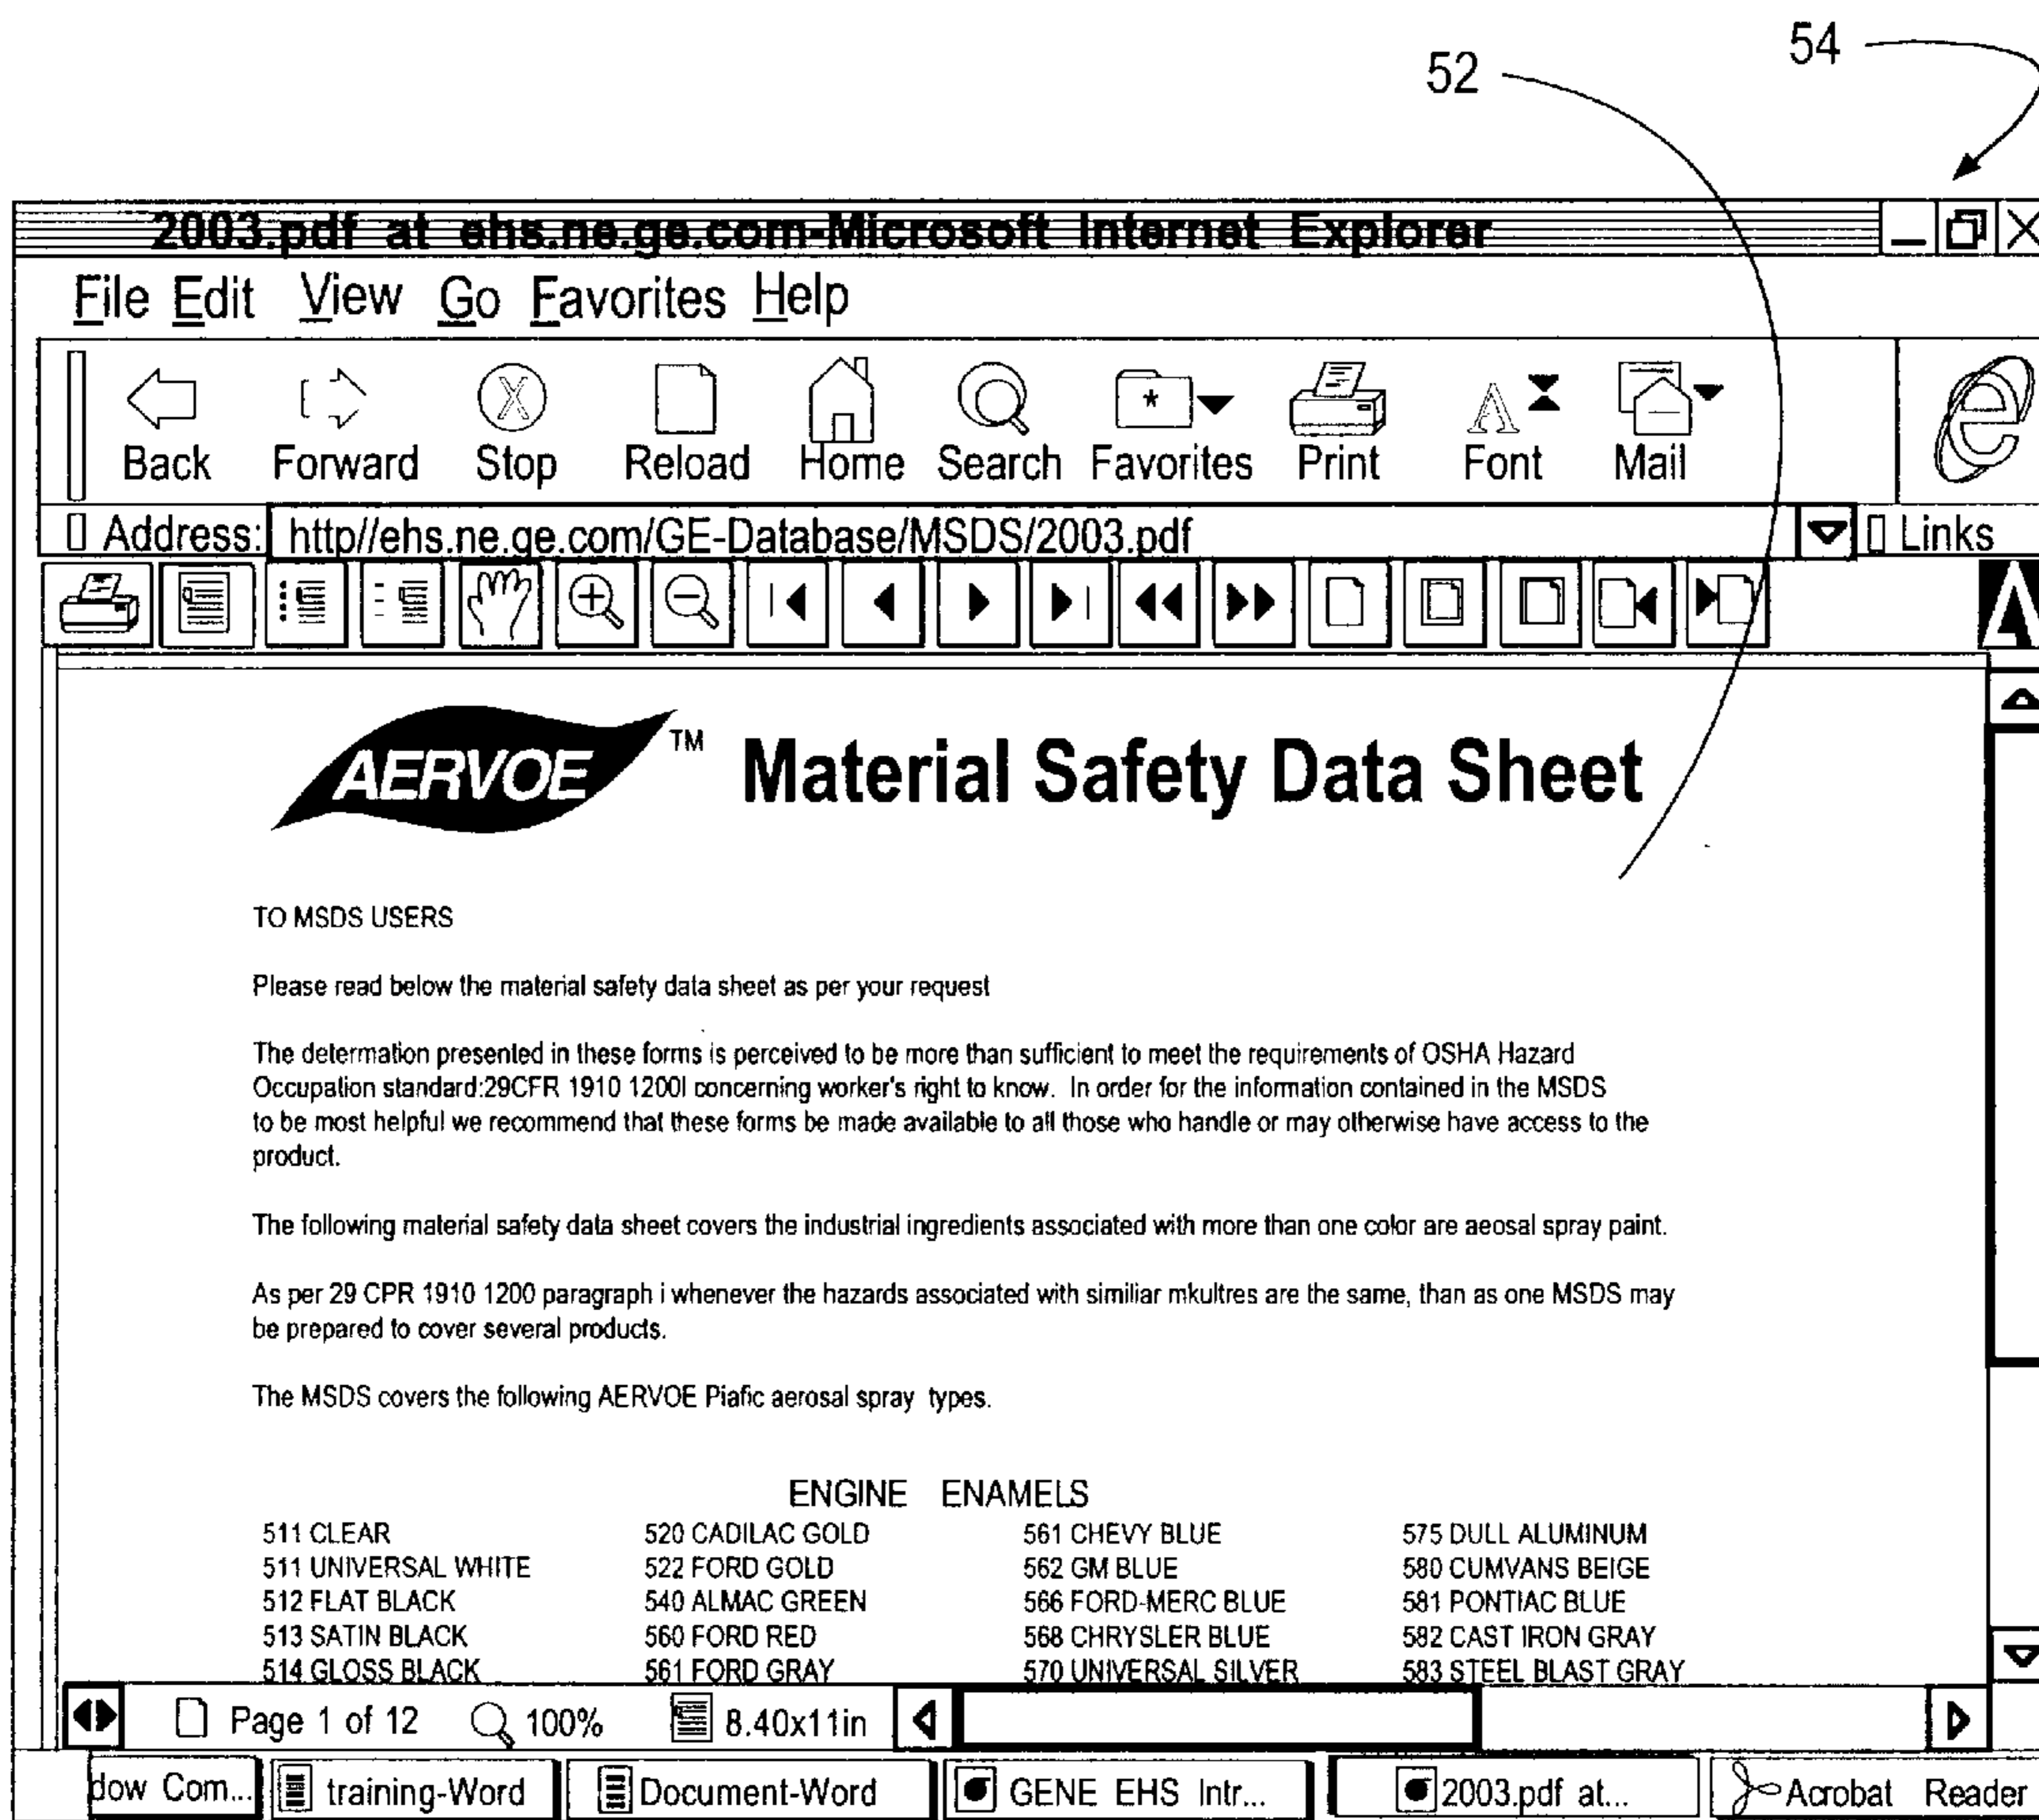 54
52
2003.pdf at ehs.ne.ge.com-Microsoft Internet Explorer
File Edit View Go Favorites Help
Back Forward Stop Reload Home Search Favorites Print Font Mail
Address: http//ehs.ne.ge.com/GE-Database/MSDS/2003.pdf Links
AERVOE TM Material Safety Data Sheet
TO MSDS USERS
Please read below the material safety data sheet as per your request
The determation presented in these forms is perceived to be more than sufficient to meet the requirements of OSHA Hazard
Occupation standard:29CFR 1910 1200l concerning worker's right to know. In order for the information contained in the MSDS
to be most helpful we recommend that these forms be made available to all those who handle or may otherwise have access to the
product.
The following material safety data sheet covers the industrial ingredients associated with more than one color are aeosal spray paint.
As per 29 CPR 1910 1200 paragraph i whenever the hazards associated with similiar mkultres are the same, than as one MSDS may
be prepared to cover several products.
The MSDS covers the following AERVOE Piafic aerosal spray types.
ENGINE ENAMELS
511 CLEAR 520 CADILAC GOLD 561 CHEVY BLUE 575 DULL ALUMINUM
511 UNIVERSAL WHITE 522 FORD GOLD 562 GM BLUE 580 CUMVANS BEIGE
512 FLAT BLACK 540 ALMAC GREEN 566 FORD-MERC BLUE 581 PONTIAC BLUE
513 SATIN BLACK 560 FORD RED 568 CHRYSLER BLUE 582 CAST IRON GRAY
514 GLOSS BLACK 561 FORD GRAY 570 UNIVERSAL SILVER 583 STEEL BLAST GRAY
Page 1 of 12 100% 8.40x11in
dow Com... training-Word Document-Word GENE EHS Intr... 2003.pdf at... Acrobat Reader